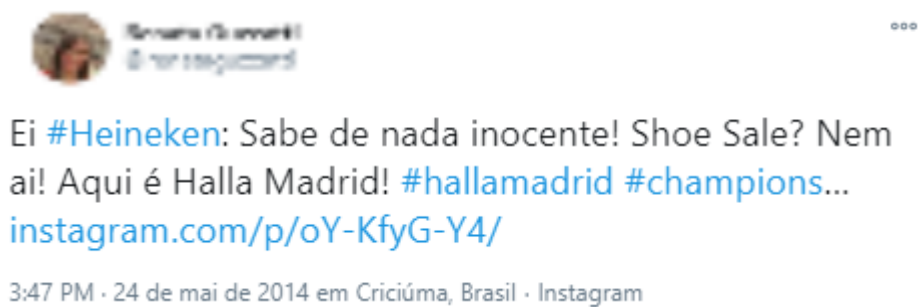 Ei #Heineken: Sabe de nada inocente! Shoe Sale? Nem
ai! Aqui é Halla Madrid! #hallamadrid #champions...
instagram.com/p/oY-KfyG-Y4/
3:47 PM · 24 de mai de 2014 em Criciúma, Brasil · Instagram